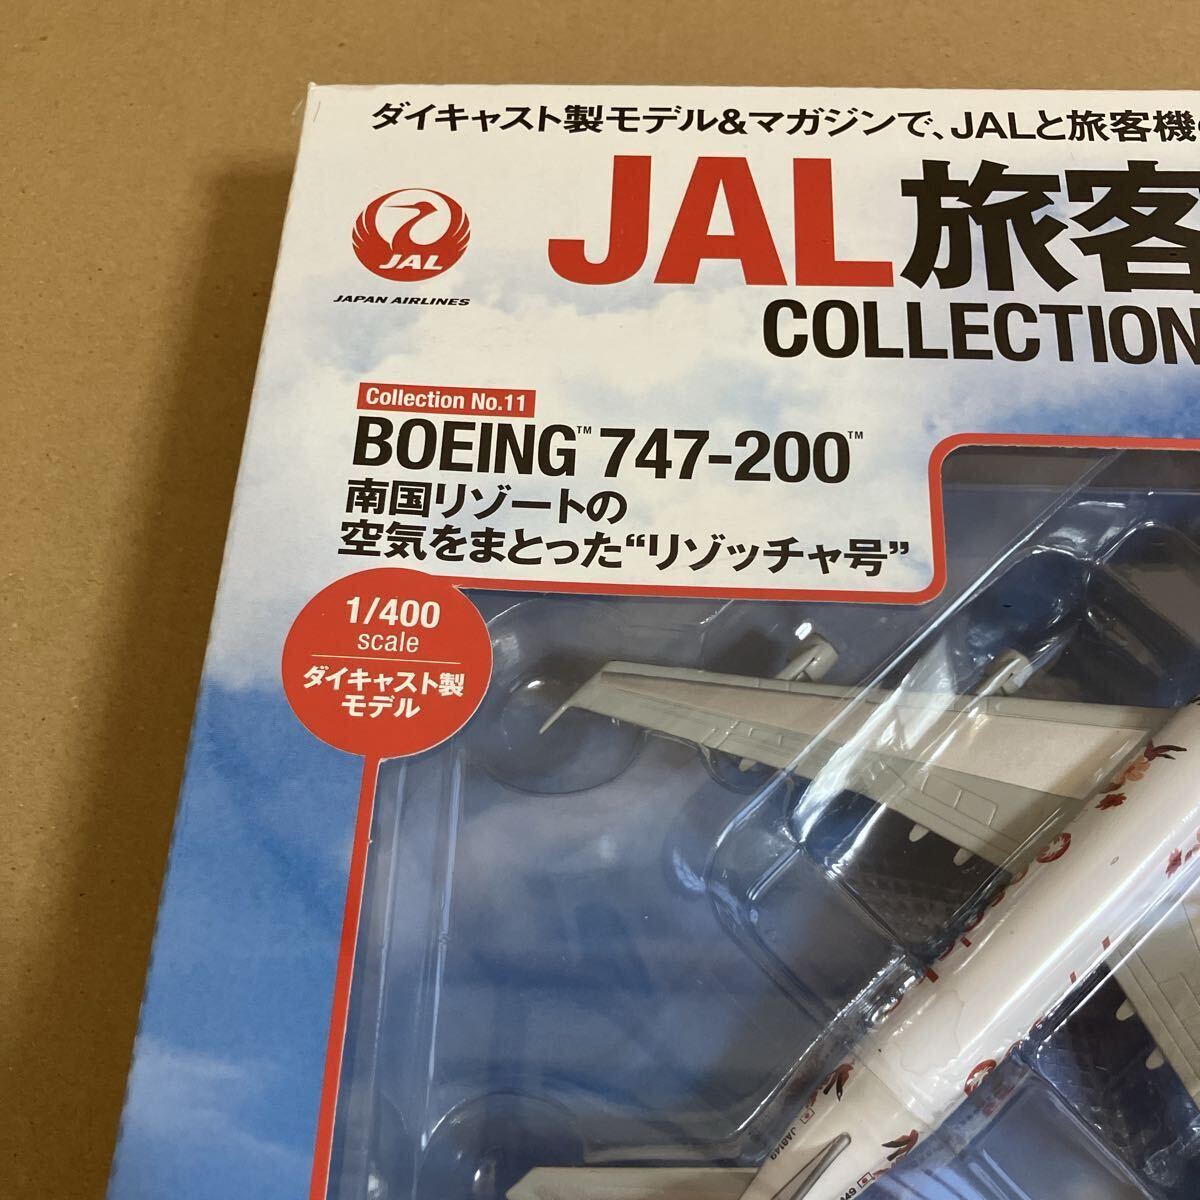 ダイキャスト製モデル&マガジンで、JALと旅客機
JAL旅客
COLLECTION
JAL
JAPAN AIRLINES
Collection No.11
BOEING™ 747-200™
南国リゾートの
空気をまとった“リゾッチャ号”
1/400
scale
ダイキャスト製
モデル
JA8149